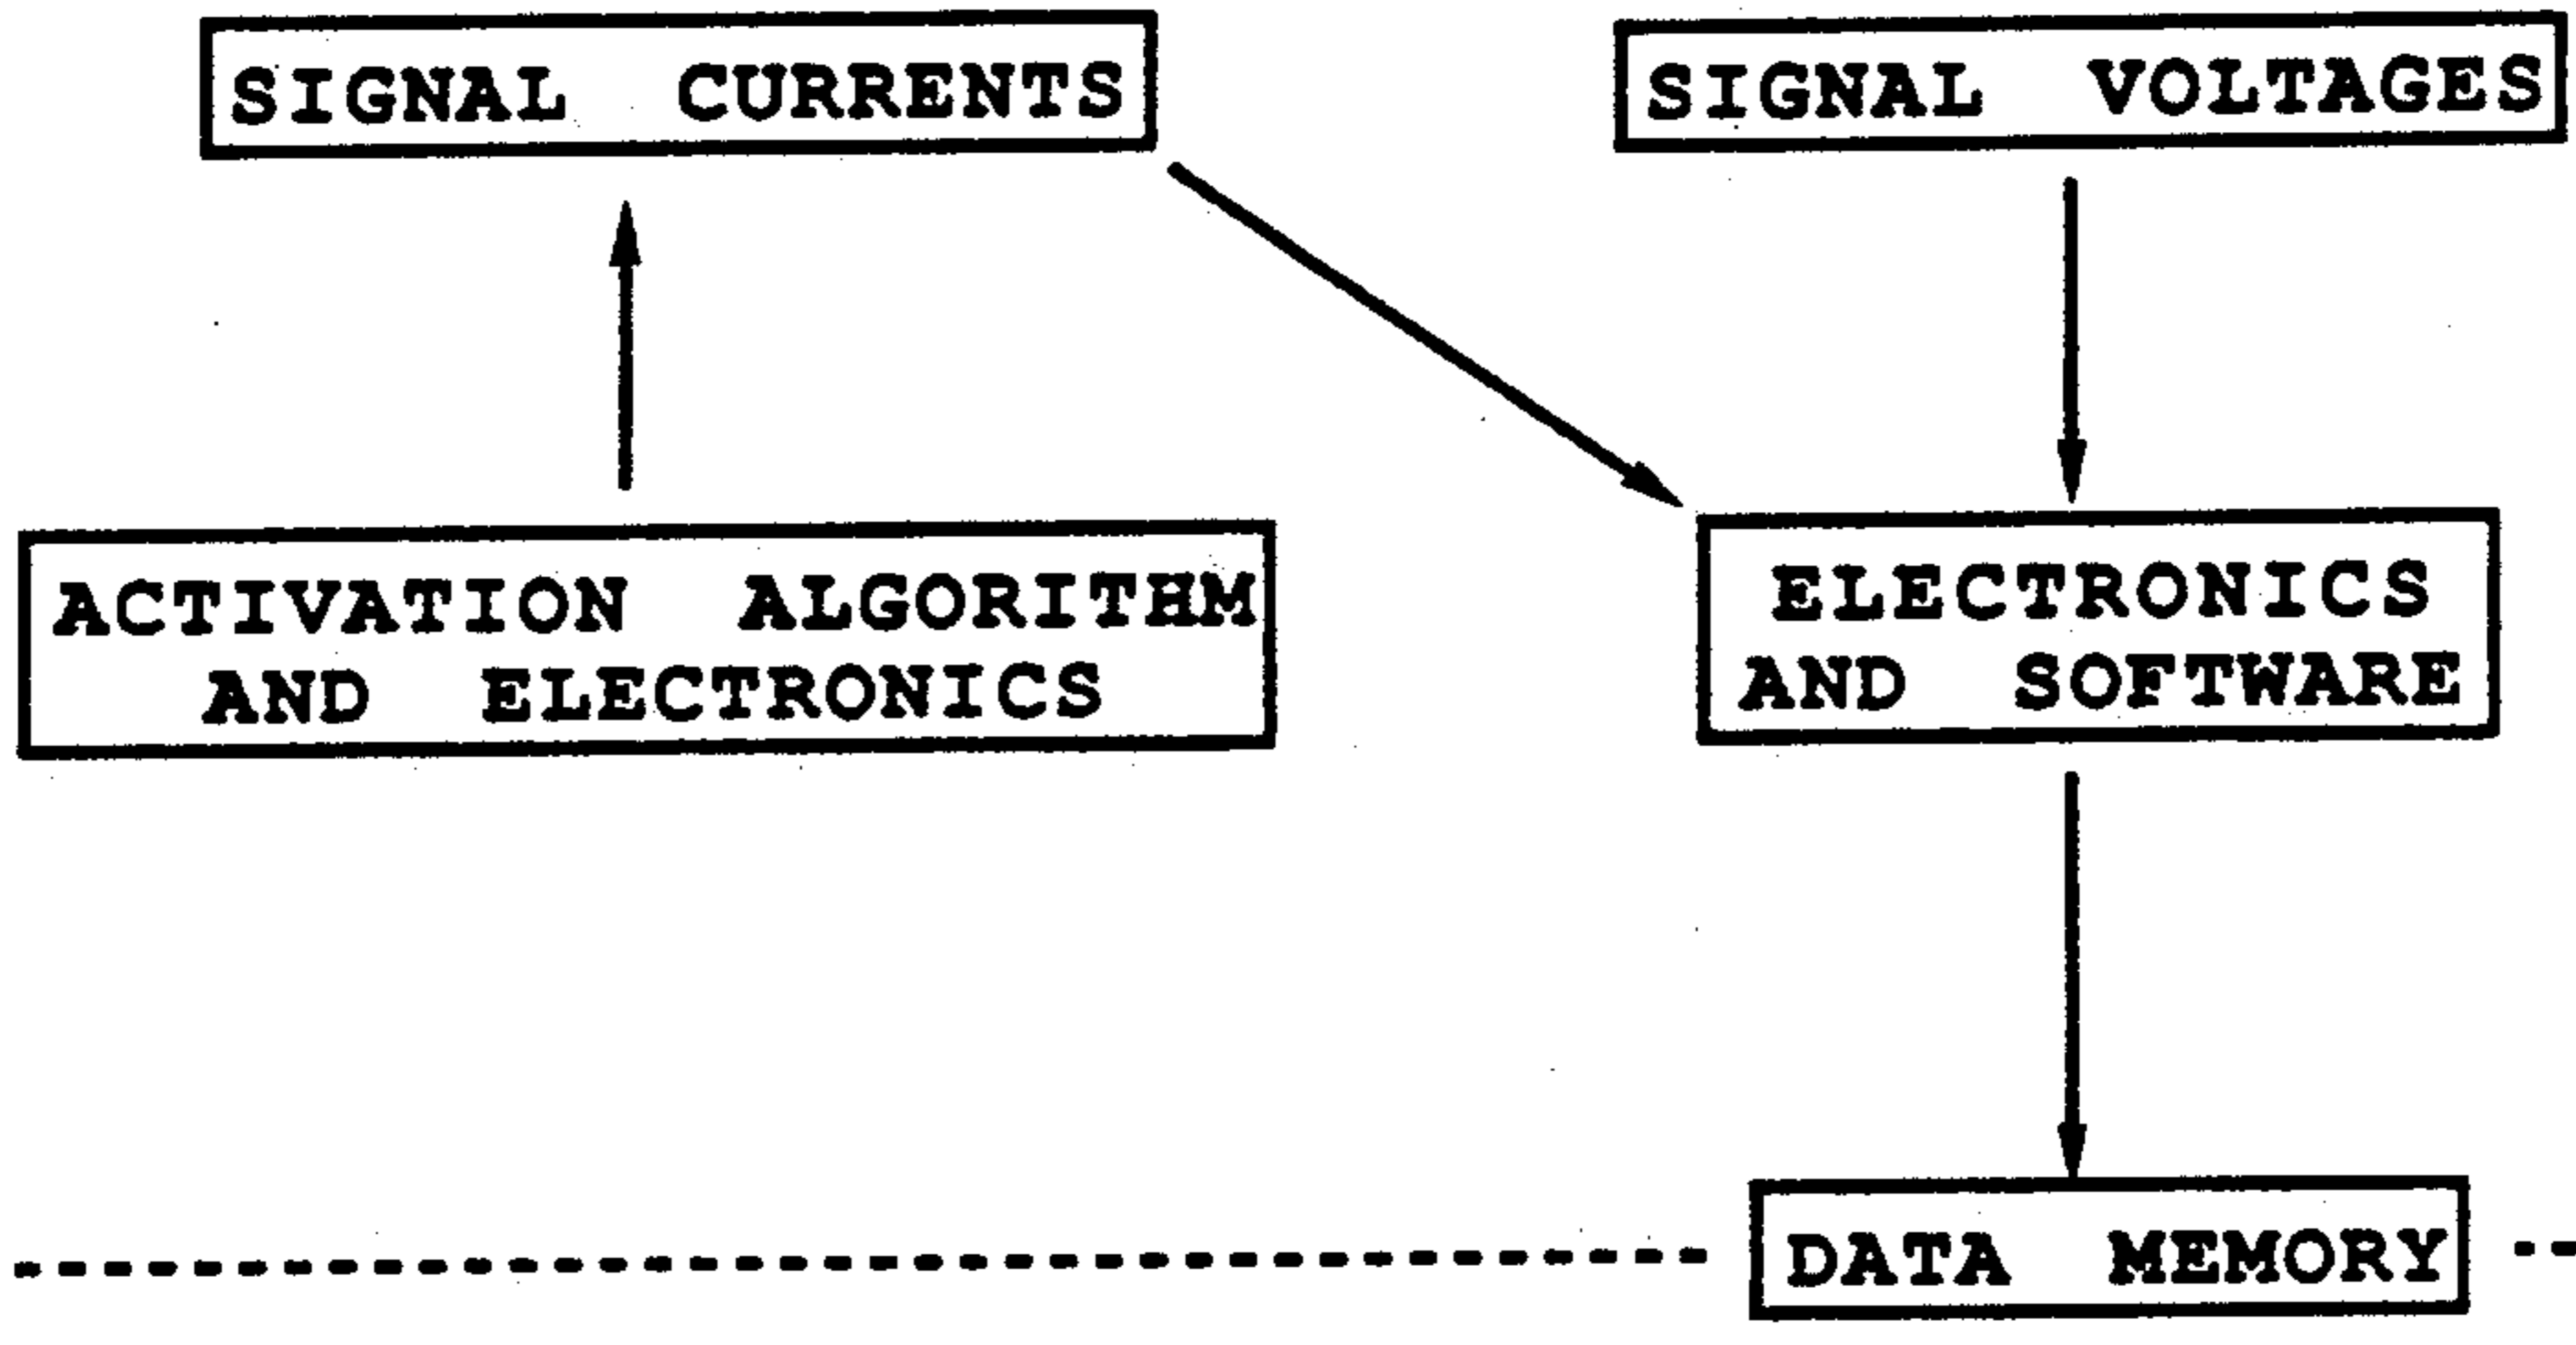 SIGNAL CURRENTS
SIGNAL VOLTAGES
ACTIVATION ALGORITHM
AND ELECTRONICS
ELECTRONICS
AND SOFTWARE
DATA MEMORY